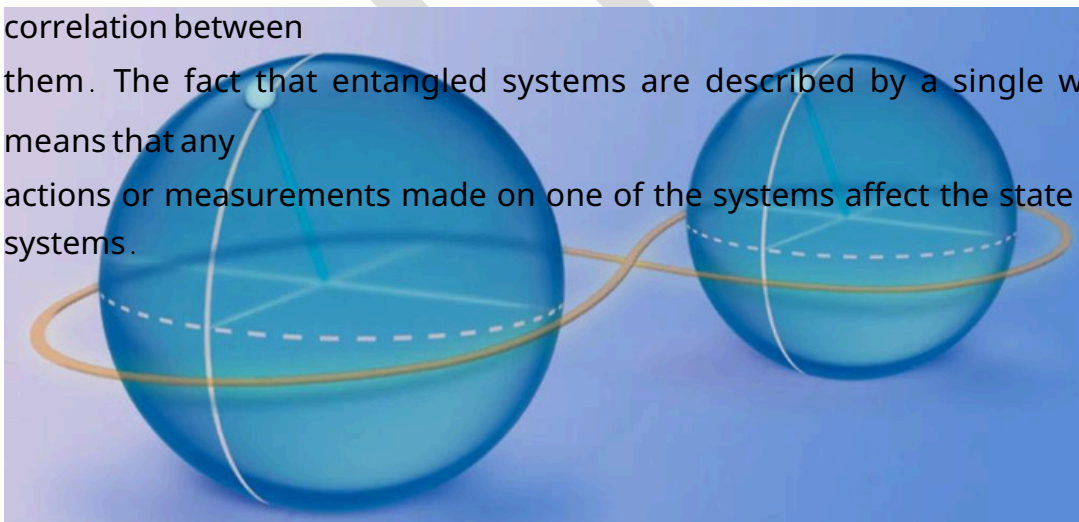 correlation between
them. The fact that entangled systems are described by a single w
means that any
actions or measurements made on one of the systems affect the state
systems.